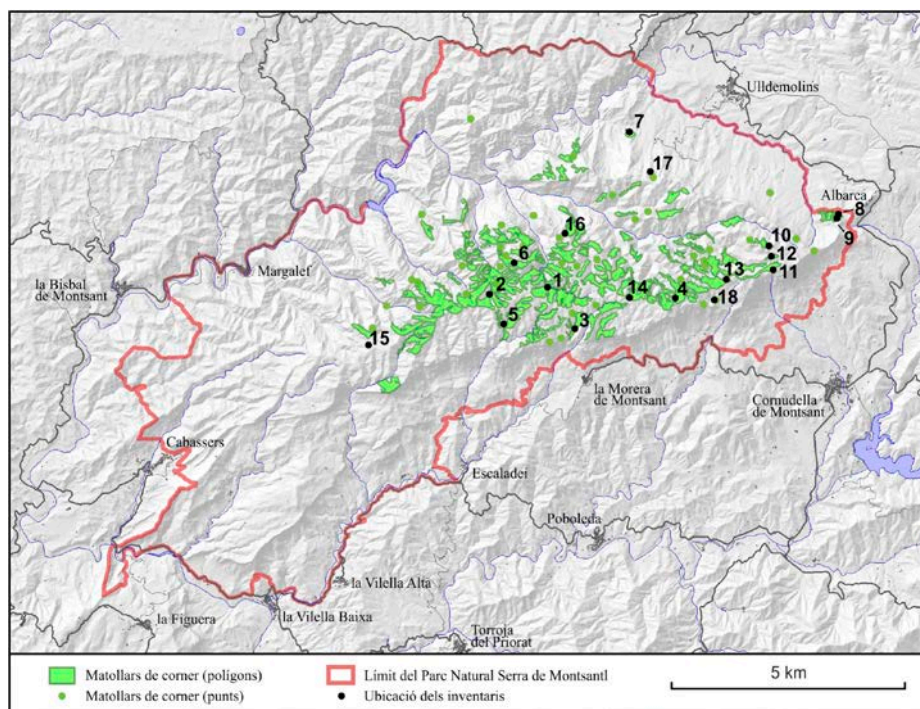 Ulldemolins
7
17
Albarca
8
16
10
9
6
12
Margalef
13
11
la Bisbal
de Montsant
1
2
14
4
18
5
3
15
la Morera
de Montsant
Cornudella
de Montsant
Cabassers
Escaladei
Poboleda
la Vilella Alta
la Figuera
la Vilella Baixa
Torroja
del Priorat
Matollars de corner (polígons)
Límit del Parc Natural Serra de Montsantl
5 km
Matollars de corner (punts)
Ubicació dels inventaris